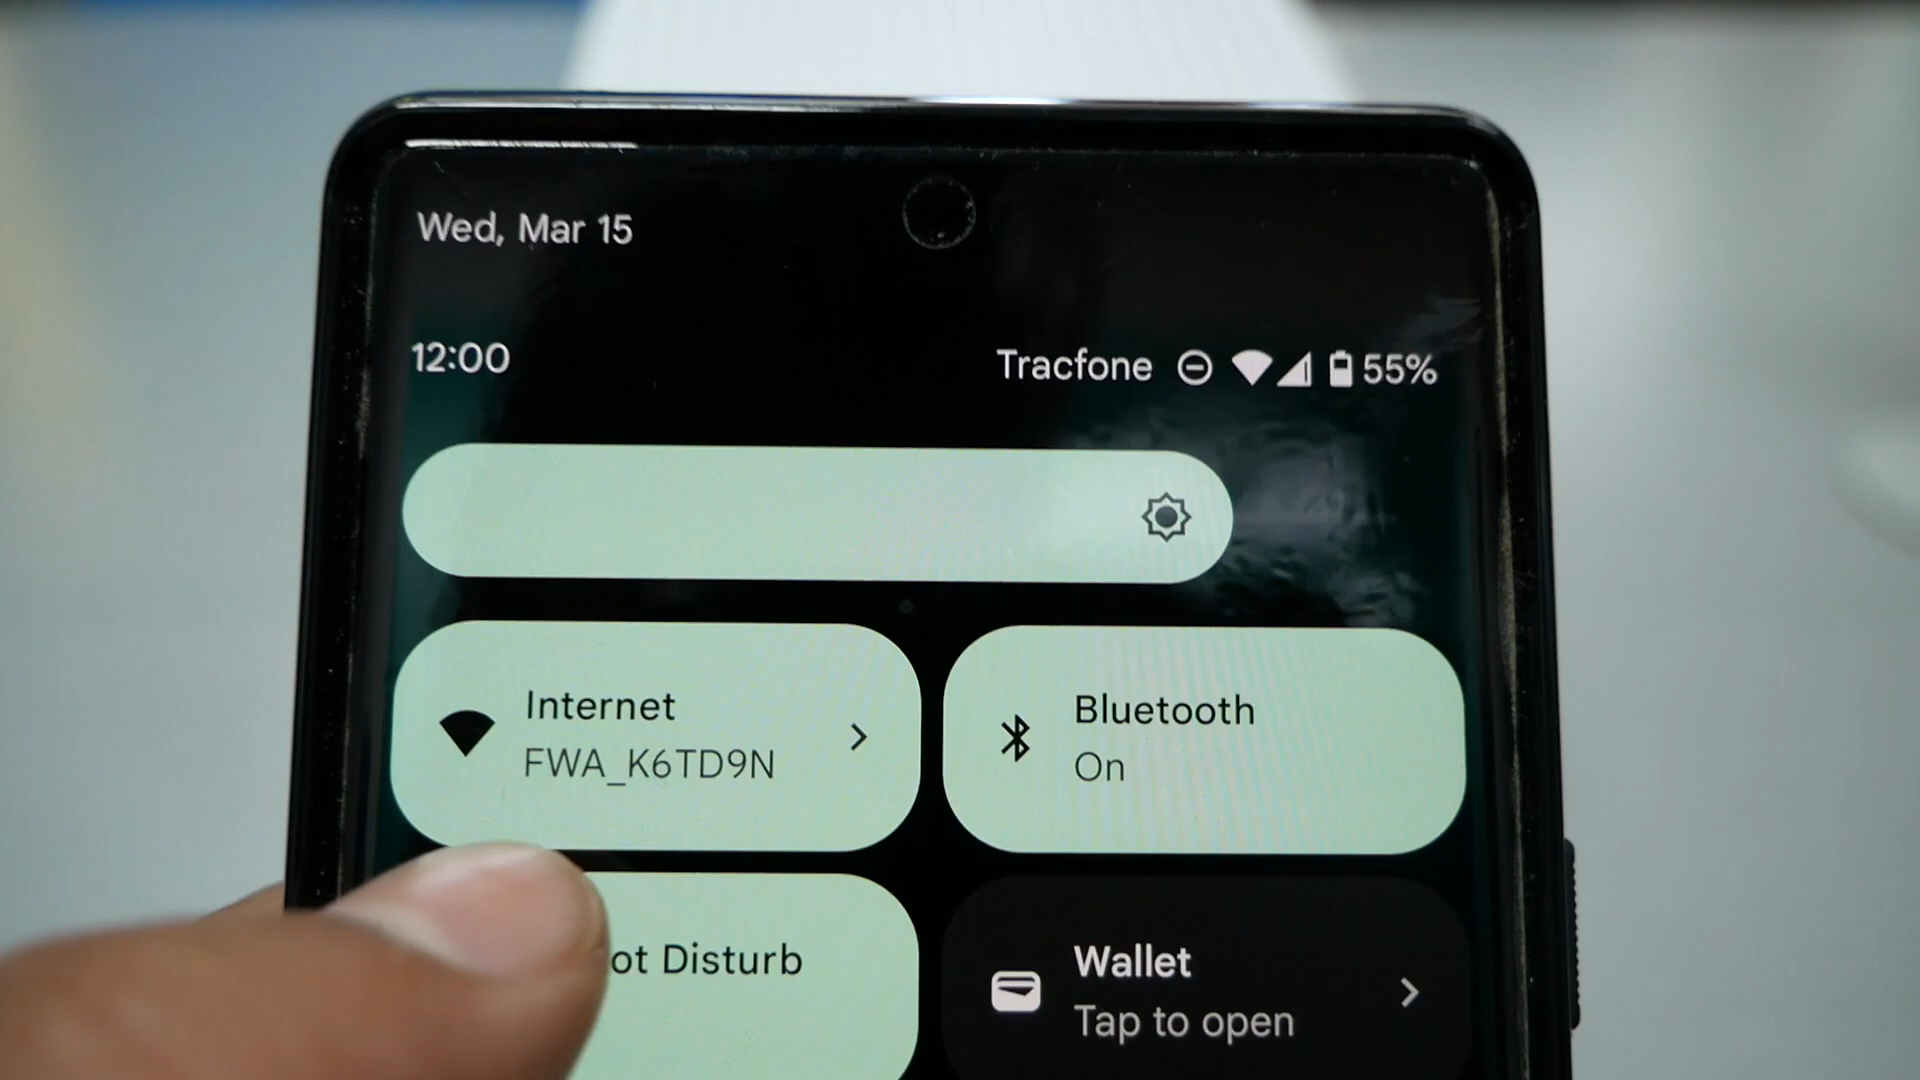 Wed, Mar 15
12:00
Tracfone 55%
Internet
FWA_K6TD9N
Bluetooth
On
ot Disturb
Wallet
Tap to open